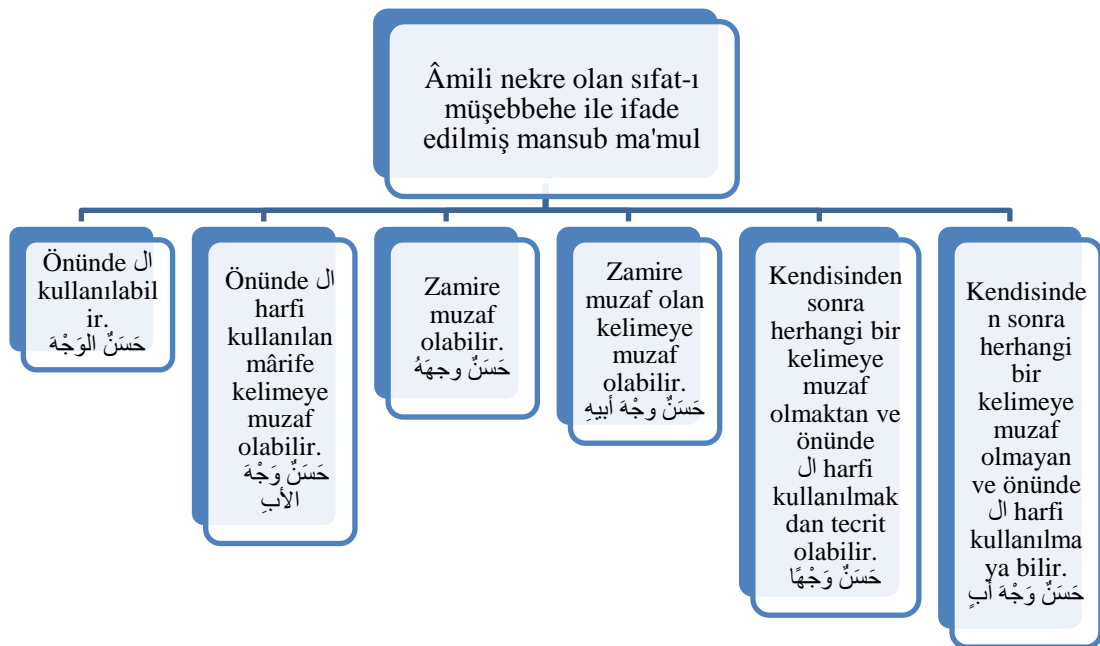 Âmili nekre olan sıfat-ı
müşebbehe ile ifade
edilmiş mansub ma'mul
Önünde ال
kullanılabil
ir.
حَسَنٌ الوَجْهَ
Önünde ال
harfi
kullanılan
mârife
kelimeye
muzaf
olabilir.
حَسَنٌ وَجْهَ
الأبِ
Zamire
muzaf
olabilir.
حَسَنٌ وجهَهُ
Zamire
muzaf olan
kelimeye
muzaf
olabilir.
حَسَنٌ وجْهَ أبيهِ
Kendisinden
sonra
herhangi bir
kelimeye
muzaf
olmaktan ve
önünde
ال harfi
kullanılmak
dan tecrit
olabilir.
حَسَنٌ وَجْهًا
Kendisinde
n sonra
herhangi
bir
kelimeye
muzaf
olmayan
ve önünde
ال harfi
kullanılma
ya bilir.
حَسَنٌ وَجْهَ أبٍ